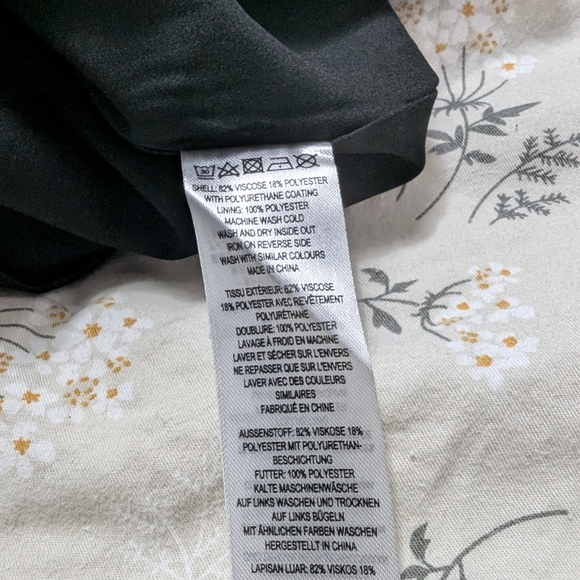 SHELL: 82% VISCOSE 18% POLYESTER
WITH POLYURETHANE COATING
LINING: 100% POLYESTER
MACHINE WASH COLD
WASH AND DRY INSIDE OUT
IRON ON REVERSE SIDE
WASH WITH SIMILAR COLOURS
MADE IN CHINA
TISSU EXTÉRIEUR: 82% VISCOSE
18% POLYESTER AVEC REVÊTEMENT
POLYURÉTHANE
DOUBLURE: 100% POLYESTER
LAVAGE À FROID EN MACHINE
LAVER ET SÉCHER SUR L'ENVERS
NE REPASSER QUE SUR L'ENVERS
LAVER AVEC DES COULEURS
SIMILAIRES
FABRIQUÉ EN CHINE
AUSSENSTOFF: 82% VISKOSE 18%
POLYESTER MIT POLYURETHAN-
BESCHICHTUNG
FUTTER: 100% POLYESTER
KALTE MASCHINENWÄSCHE
AUF LINKS WASCHEN UND TROCKNEN
AUF LINKS BÜGELN
MIT ÄHNLICHEN FARBEN WASCHEN
HERGESTELLT IN CHINA
LAPISAN LUAR: 82% VISKOS 18%